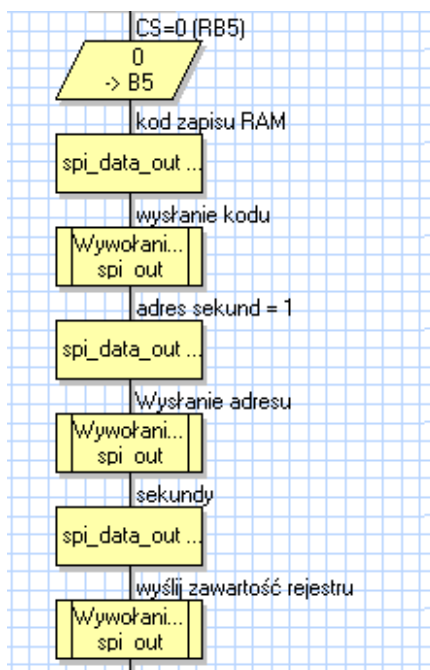 CS=0 (RB5)
0
-> B5
kod zapisu RAM
spi_data_out ...
wysłanie kodu
Wywołani...
spi_out
adres sekund = 1
spi_data_out ...
Wysłanie adresu
Wywołani...
spi_out
sekundy
spi_data_out ...
wyślij zawartość rejestru
Wywołani...
spi_out